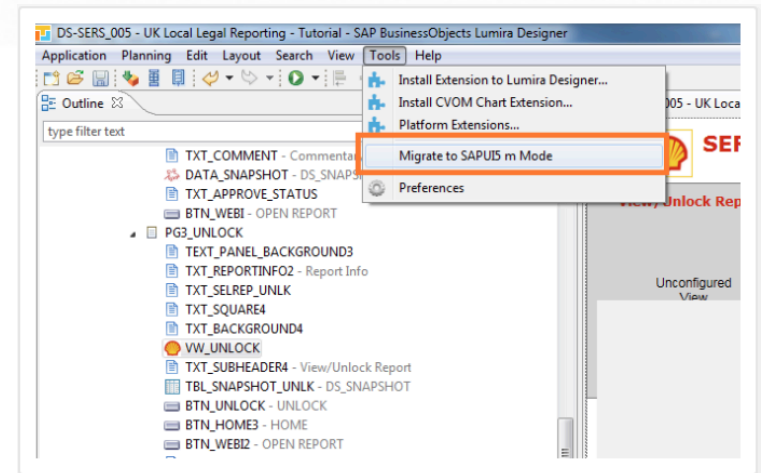 DS-SERS_005 - UK Local Legal Reporting - Tutorial - SAP BusinessObjects Lumira Designer
Application Planning Edit Layout Search View Tools Help
Install Extension to Lumira Designer...
Install CVOM Chart Extension...
Platform Extensions...
Migrate to SAPUI5 m Mode
Preferences
Outline
type filter text
TXT_COMMENT - Commenta
DATA_SNAPSHOT - DS_SNAPS
TXT_APPROVE_STATUS
BTN_WEBI - OPEN REPORT
PG3_UNLOCK
TEXT_PANEL_BACKGROUND3
TXT_REPORTINFO2 - Report Info
TXT_SELREP_UNLK
TXT_SQUARE4
TXT_BACKGROUND4
VW_UNLOCK
TXT_SUBHEADER4 - View/Unlock Report
TBL_SNAPSHOT_UNLK - DS_SNAPSHOT
BTN_UNLOCK - UNLOCK
BTN_HOME3 - HOME
BTN_WEBI2 - OPEN REPORT
005 - UK Loca
SER
View/Unlock Rep
Unconfigured
View